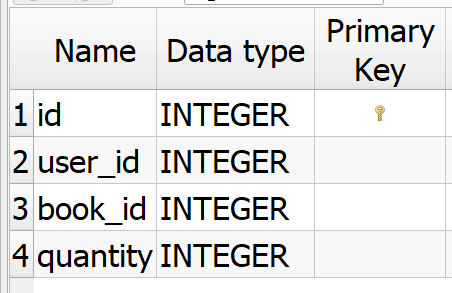 Name Data type Primary Key
1 id INTEGER
2 user_id INTEGER
3 book_id INTEGER
4 quantity INTEGER